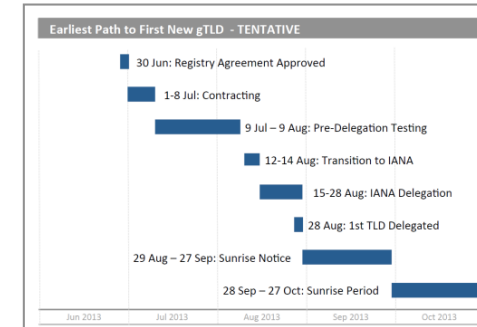 Earliest Path to First New gTLD - TENTATIVE
30 Jun: Registry Agreement Approved
1-8 Jul: Contracting
9 Jul – 9 Aug: Pre-Delegation Testing
12-14 Aug: Transition to IANA
15-28 Aug: IANA Delegation
28 Aug: 1st TLD Delegated
29 Aug – 27 Sep: Sunrise Notice
28 Sep – 27 Oct: Sunrise Period
Jun 2013 Jul 2013 Aug 2013 Sep 2013 Oct 2013